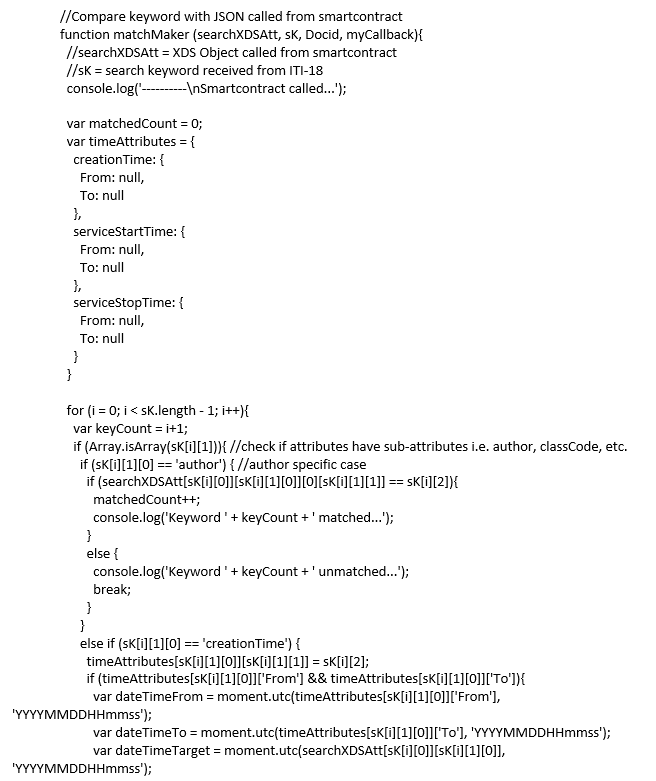 //Compare keyword with JSON called from smartcontract
function matchMaker (searchXDSAtt, sK, Docid, myCallback){
//searchXDSAtt = XDS Object called from smartcontract
//sK = search keyword received from ITI-18
console.log('----------\nSmartcontract called...');
var matchedCount = 0;
var timeAttributes = {
creationTime: {
From: null,
To: null
},
serviceStartTime: {
From: null,
To: null
},
serviceStopTime: {
From: null,
To: null
}
}
for (i = 0; i < sK.length - 1; i++){
var keyCount = i+1;
if (Array.isArray(sK[i][1])){ //check if attributes have sub-attributes i.e. author, classCode, etc.
if (sK[i][1][0] == 'author') { //author specific case
if (searchXDSAtt[sK[i][0]][sK[i][1][0]][0][sK[i][1][1]] == sK[i][2]){
matchedCount++;
console.log('Keyword ' + keyCount + ' matched...');
}
else {
console.log('Keyword ' + keyCount + ' unmatched...');
break;
}
}
else if (sK[i][1][0] == 'creationTime') {
timeAttributes[sK[i][1][0]][sK[i][1][1]] = sK[i][2];
if (timeAttributes[sK[i][1][0]]['From'] && timeAttributes[sK[i][1][0]]['To']){
var dateTimeFrom = moment.utc(timeAttributes[sK[i][1][0]]['From'],
'YYYYMMDDHHmmss');
var dateTimeTo = moment.utc(timeAttributes[sK[i][1][0]]['To'], 'YYYYMMDDHHmmss');
var dateTimeTarget = moment.utc(searchXDSAtt[sK[i][0]][sK[i][1][0]],
'YYYYMMDDHHmmss');